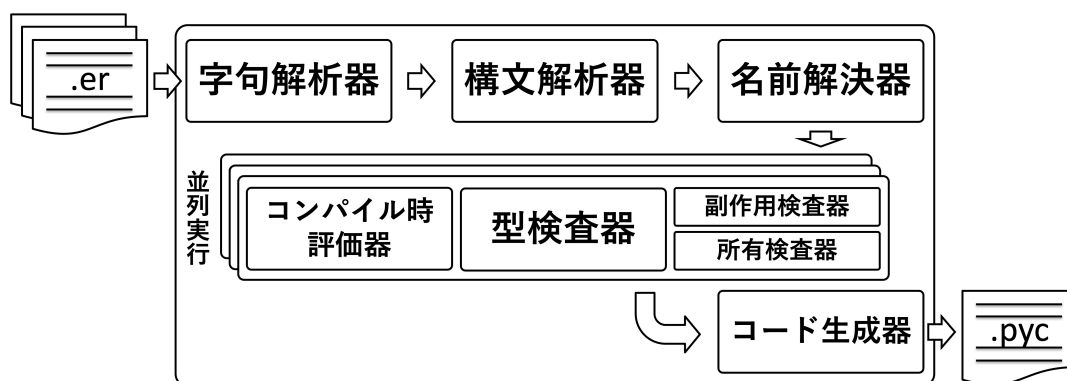 .er
字句解析器
構文解析器
名前解決器
並列実行
コンパイル時
評価器
型検査器
副作用検査器
所有検査器
コード生成器
.pyc